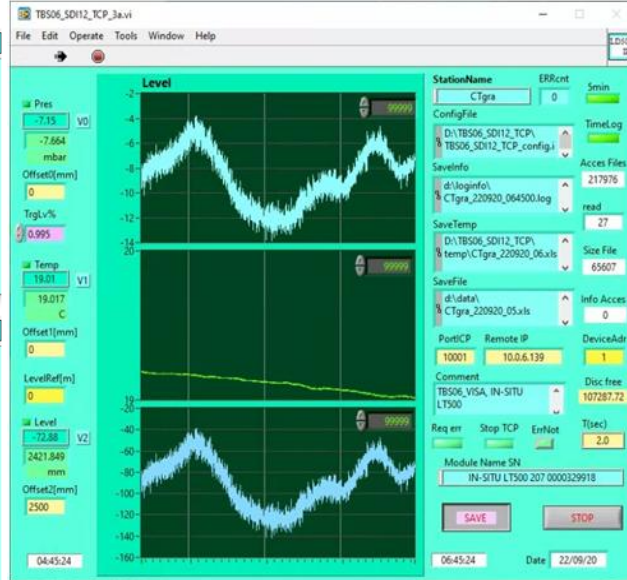 TBS06_SDI12_TCP_3a.vi
File Edit Operate Tools Window Help
Pres
-7.15 V0
-7.664
mbar
Offset0[mm]
0
TrgLv%
0.995
Temp
19.01 V1
19.017
C
Offset1[mm]
0
LevelRef[m]
0
Level
-72.88 V2
2421.849
mm
Offset2[mm]
2500
04:45:24
Level
99999
-2
-4
-6
-8
-10
-12
-14
99999
20
19
99999
-20
-40
-60
-80
-100
-120
-140
-160
StationName
CTgra
ERRcnt
0
5min
ConfigFile
D:\TBS06_SDI12_TCP\
TBS06_SDI12_TCP_config.i
TimeLog
SaveInfo
d:\loginfo\
CTgra_220920_064500.log
Acces Files
217976
read
27
SaveTemp
D:\TBS06_SDI12_TCP\
temp\CTgra_220920_06.xls
Size File
65607
SaveFile
d:\data\
CTgra_220920_05.xls
Info Acces
0
PortICP Remote IP DeviceAdr
10001 10.0.6.139 1
Comment
TBS06_VISA, IN-SITU
LT500
Disc free
107287.72
Req err Stop TCP ErrNot T(sec)
2.0
Module Name SN
IN-SITU LT500 207 0000329918
SAVE STOP
06:45:24 Date 22/09/20